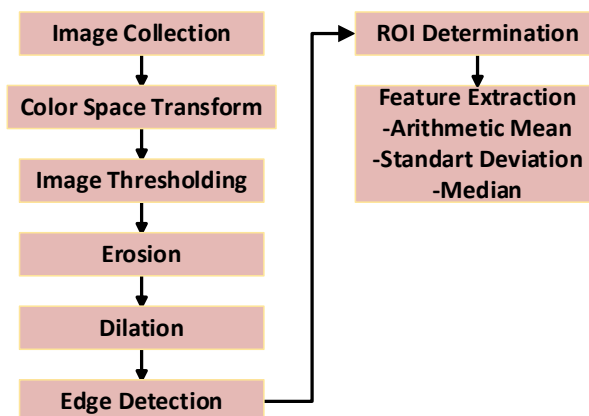 Image Collection
Color Space Transform
Image Thresholding
Erosion
Dilation
Edge Detection
ROI Determination
Feature Extraction
-Arithmetic Mean
-Standart Deviation
-Median